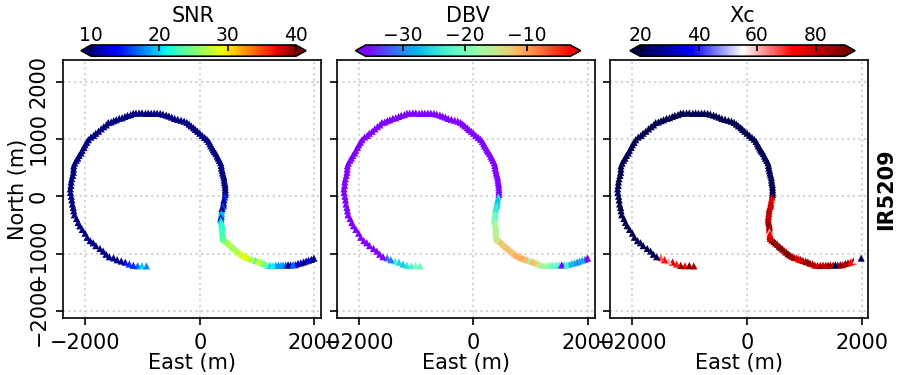 SNR DBV Xc
10 20 30 40 −30 −20 −10 20 40 60 80
2000
1000
0
−1000
−2000
North (m)
IR5209
−2000 0 2000 −2000 0 2000 −2000 0 2000
East (m) East (m) East (m)